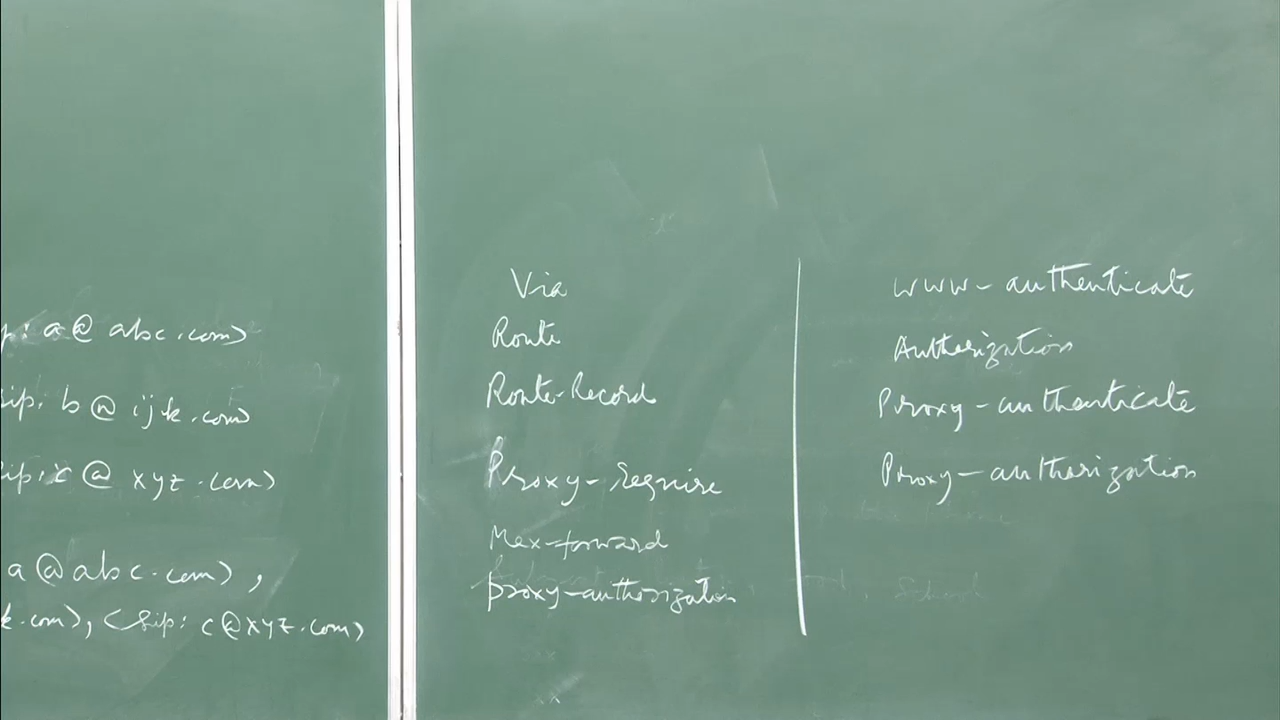 p: a@abc.com>
sip: b@ijk.com>
sip: c@xyz.com>
a@abc.com>,
k.com>, <sip: c@xyz.com>
Via
Route
Route-Record
Proxy-Require
Max-forward
proxy-authorization
www-authenticate
Authorization
Proxy-authenticate
Proxy-authorization